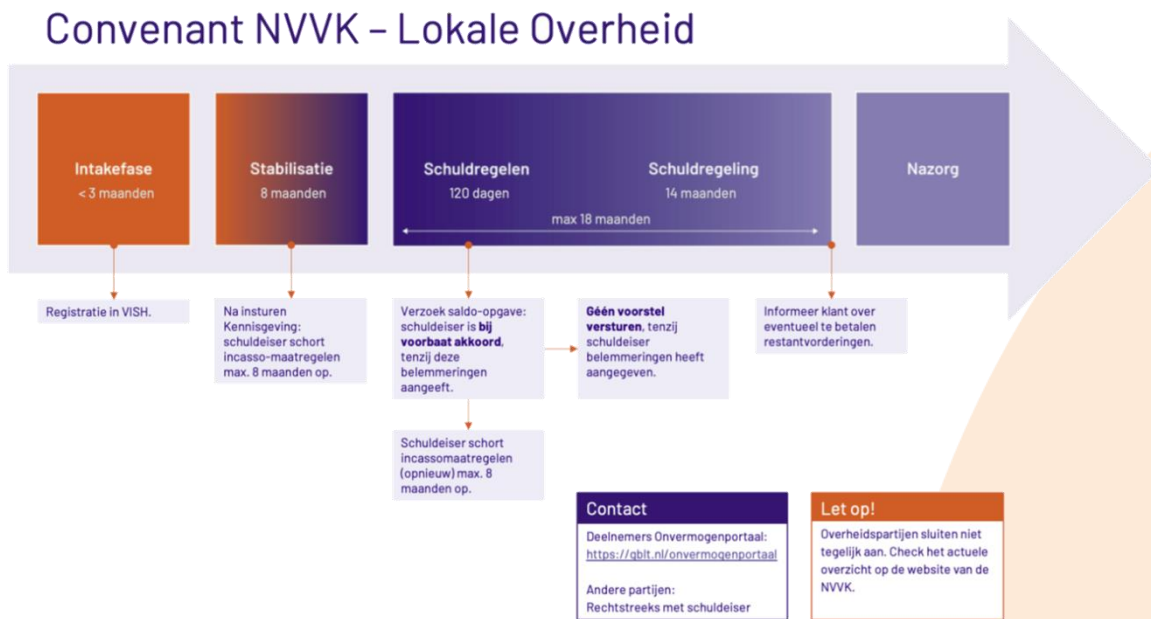 Convenant NVVK – Lokale Overheid
Intakefase
< 3 maanden
Stabilisatie
8 maanden
Schuldregelen
120 dagen
Schuldregeling
14 maanden
max 18 maanden
Nazorg
Registratie in VISH.
Na insturen
Kennisgeving:
schuldeiser schort
incasso-maatregelen
max. 8 maanden op.
Verzoek saldo-opgave:
schuldeiser is bij
voorbaat akkoord,
tenzij deze
belemmeringen
aangeeft.
Géén voorstel
versturen, tenzij
schuldeiser
belemmeringen heeft
aangegeven.
Informeer klant over
eventueel te betalen
restantvorderingen.
Schuldeiser schort
incassomaatregelen
(opnieuw) max. 8
maanden op.
Contact
Deelnemers Onvermogenportaal:
https://gblt.nl/onvermogenportaal
Andere partijen:
Rechtstreeks met schuldeiser
Let op!
Overheidspartijen sluiten niet
tegelijk aan. Check het actuele
overzicht op de website van de
NVVK.